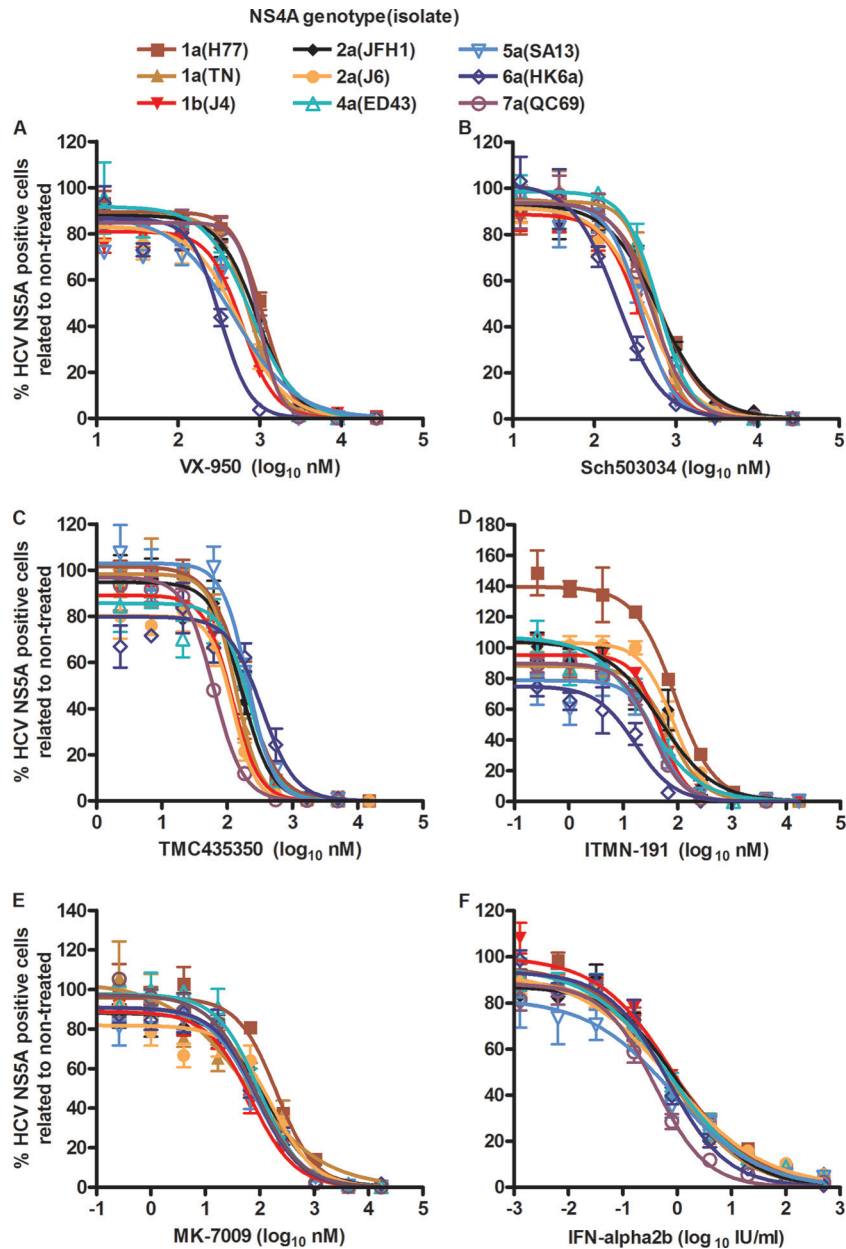 NS4A genotype(isolate)
1a(H77) 2a(JFH1) 5a(SA13)
1a(TN) 2a(J6) 6a(HK6a)
1b(J4) 4a(ED43) 7a(QC69)
A
% HCV NS5A positive cells
related to non-treated
120
100
80
60
40
20
0
1 2 3 4 5
VX-950 (log10 nM)
B
120
100
80
60
40
20
0
1 2 3 4 5
Sch503034 (log10 nM)
C
% HCV NS5A positive cells
related to non-treated
120
100
80
60
40
20
0
0 1 2 3 4 5
TMC435350 (log10 nM)
D
180
160
140
120
100
80
60
40
20
0
-1 0 1 2 3 4 5
ITMN-191 (log10 nM)
E
% HCV NS5A positive cells
related to non-treated
140
120
100
80
60
40
20
0
-1 0 1 2 3 4 5
MK-7009 (log10 nM)
F
120
100
80
60
40
20
0
-3 -2 -1 0 1 2 3
IFN-alpha2b (log10 IU/ml)